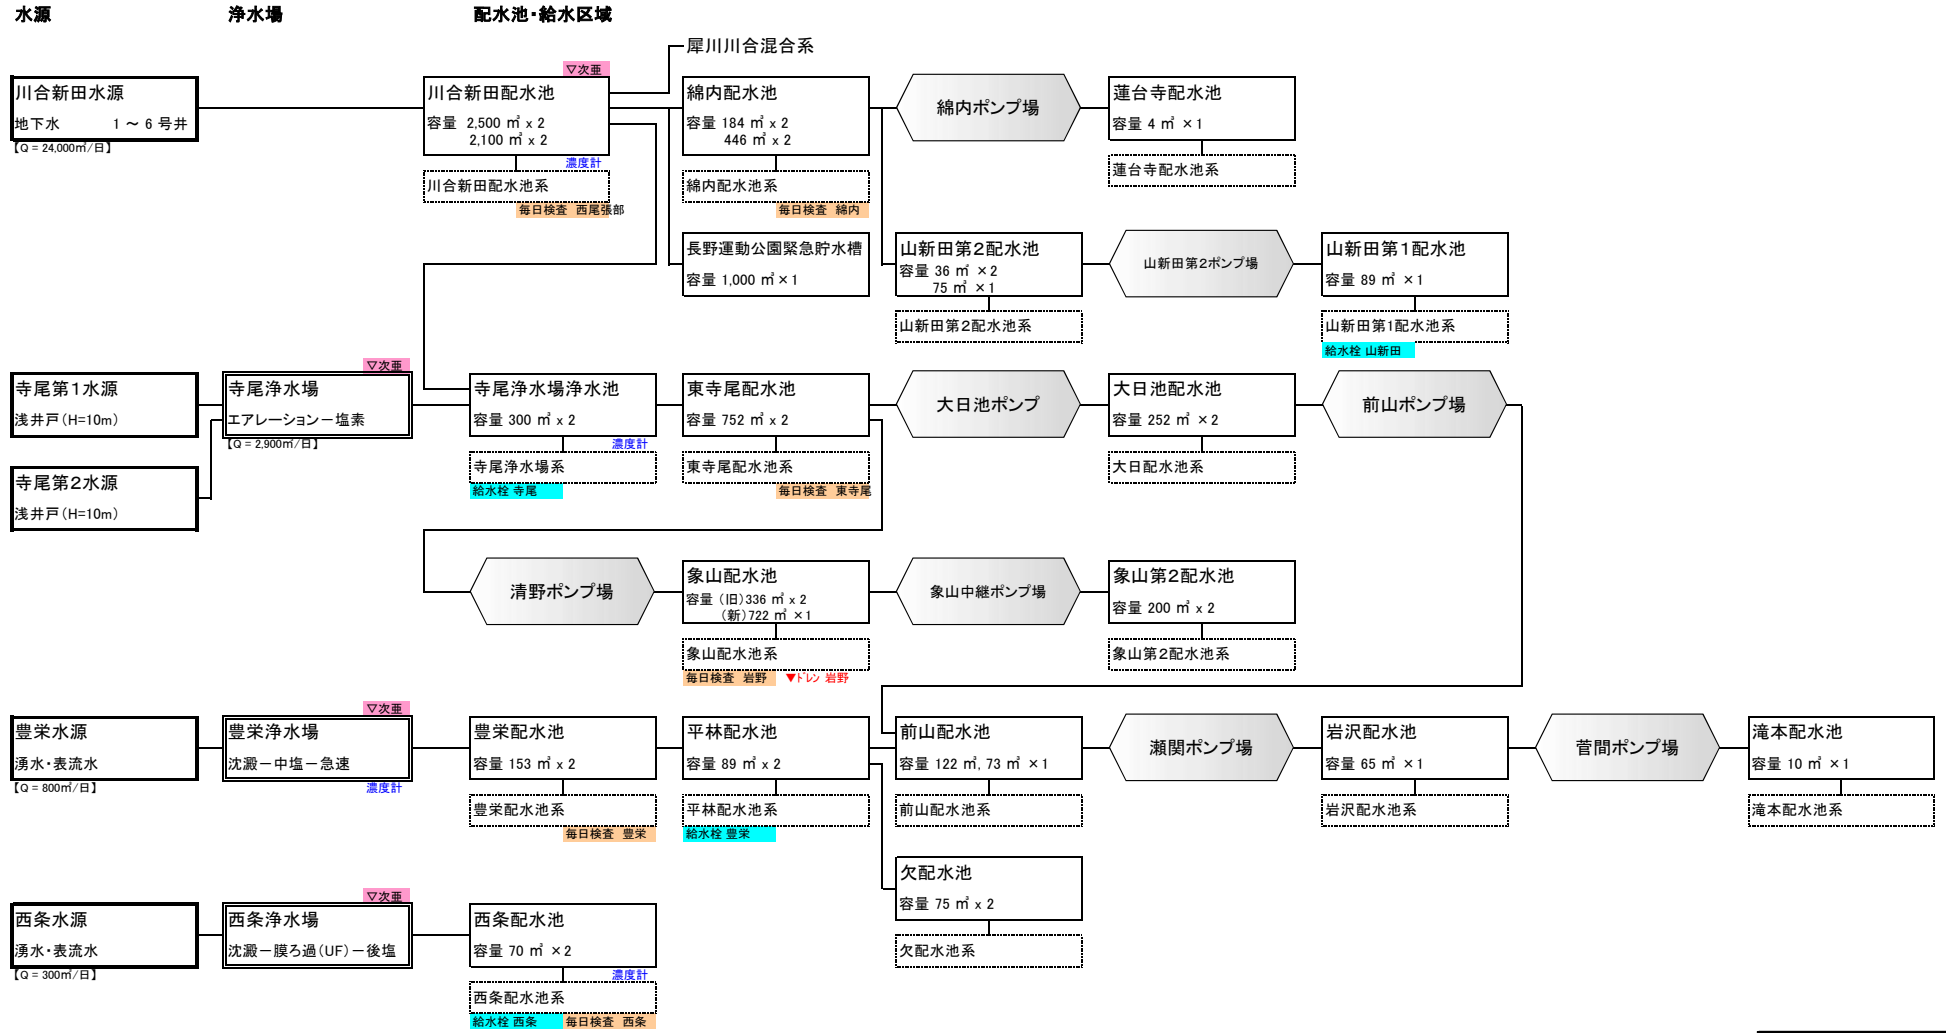 水源
浄水場
配水池・給水区域
犀川川合混合系
▽次亜
川合新田水源
地下水 1 ～ 6 号井
【Q = 24,000㎥/日】
川合新田配水池
容量 2,500 ㎥ x 2
2,100 ㎥ x 2
濃度計
川合新田配水池系
毎日検査 西尾張部
綿内配水池
容量 184 ㎥ x 2
446 ㎥ x 2
綿内配水池系
毎日検査 綿内
綿内ポンプ場
蓮台寺配水池
容量 4 ㎥ ×1
蓮台寺配水池系
長野運動公園緊急貯水槽
容量 1,000 ㎥ ×1
山新田第2配水池
容量 36 ㎥ ×2
75 ㎥ ×1
山新田第2配水池系
山新田第2ポンプ場
山新田第1配水池
容量 89 ㎥ ×1
山新田第1配水池系
給水栓 山新田
寺尾第1水源
浅井戸(H=10m)
寺尾第2水源
浅井戸(H=10m)
▽次亜
寺尾浄水場
エアレーション－塩素
【Q = 2,900㎥/日】
寺尾浄水場浄水池
容量 300 ㎥ x 2
濃度計
寺尾浄水場系
給水栓 寺尾
東寺尾配水池
容量 752 ㎥ x 2
東寺尾配水池系
毎日検査 東寺尾
大日池ポンプ
大日池配水池
容量 252 ㎥ ×2
大日配水池系
前山ポンプ場
清野ポンプ場
象山配水池
容量 (旧)336 ㎥ x 2
(新)722 ㎥ ×1
象山配水池系
毎日検査 岩野 ▼ドレン 岩野
象山中継ポンプ場
象山第2配水池
容量 200 ㎥ x 2
象山第2配水池系
豊栄水源
湧水・表流水
【Q = 800㎥/日】
▽次亜
豊栄浄水場
沈澱－中塩－急速
濃度計
豊栄配水池
容量 153 ㎥ x 2
豊栄配水池系
毎日検査 豊栄
平林配水池
容量 89 ㎥ x 2
平林配水池系
給水栓 豊栄
前山配水池
容量 122 ㎥, 73 ㎥ ×1
前山配水池系
瀬関ポンプ場
岩沢配水池
容量 65 ㎥ ×1
岩沢配水池系
菅間ポンプ場
滝本配水池
容量 10 ㎥ ×1
滝本配水池系
欠配水池
容量 75 ㎥ x 2
欠配水池系
西条水源
湧水・表流水
【Q = 300㎥/日】
▽次亜
西条浄水場
沈澱－膜ろ過(UF)－後塩
西条配水池
容量 70 ㎥ ×2
濃度計
西条配水池系
給水栓 西条 毎日検査 西条